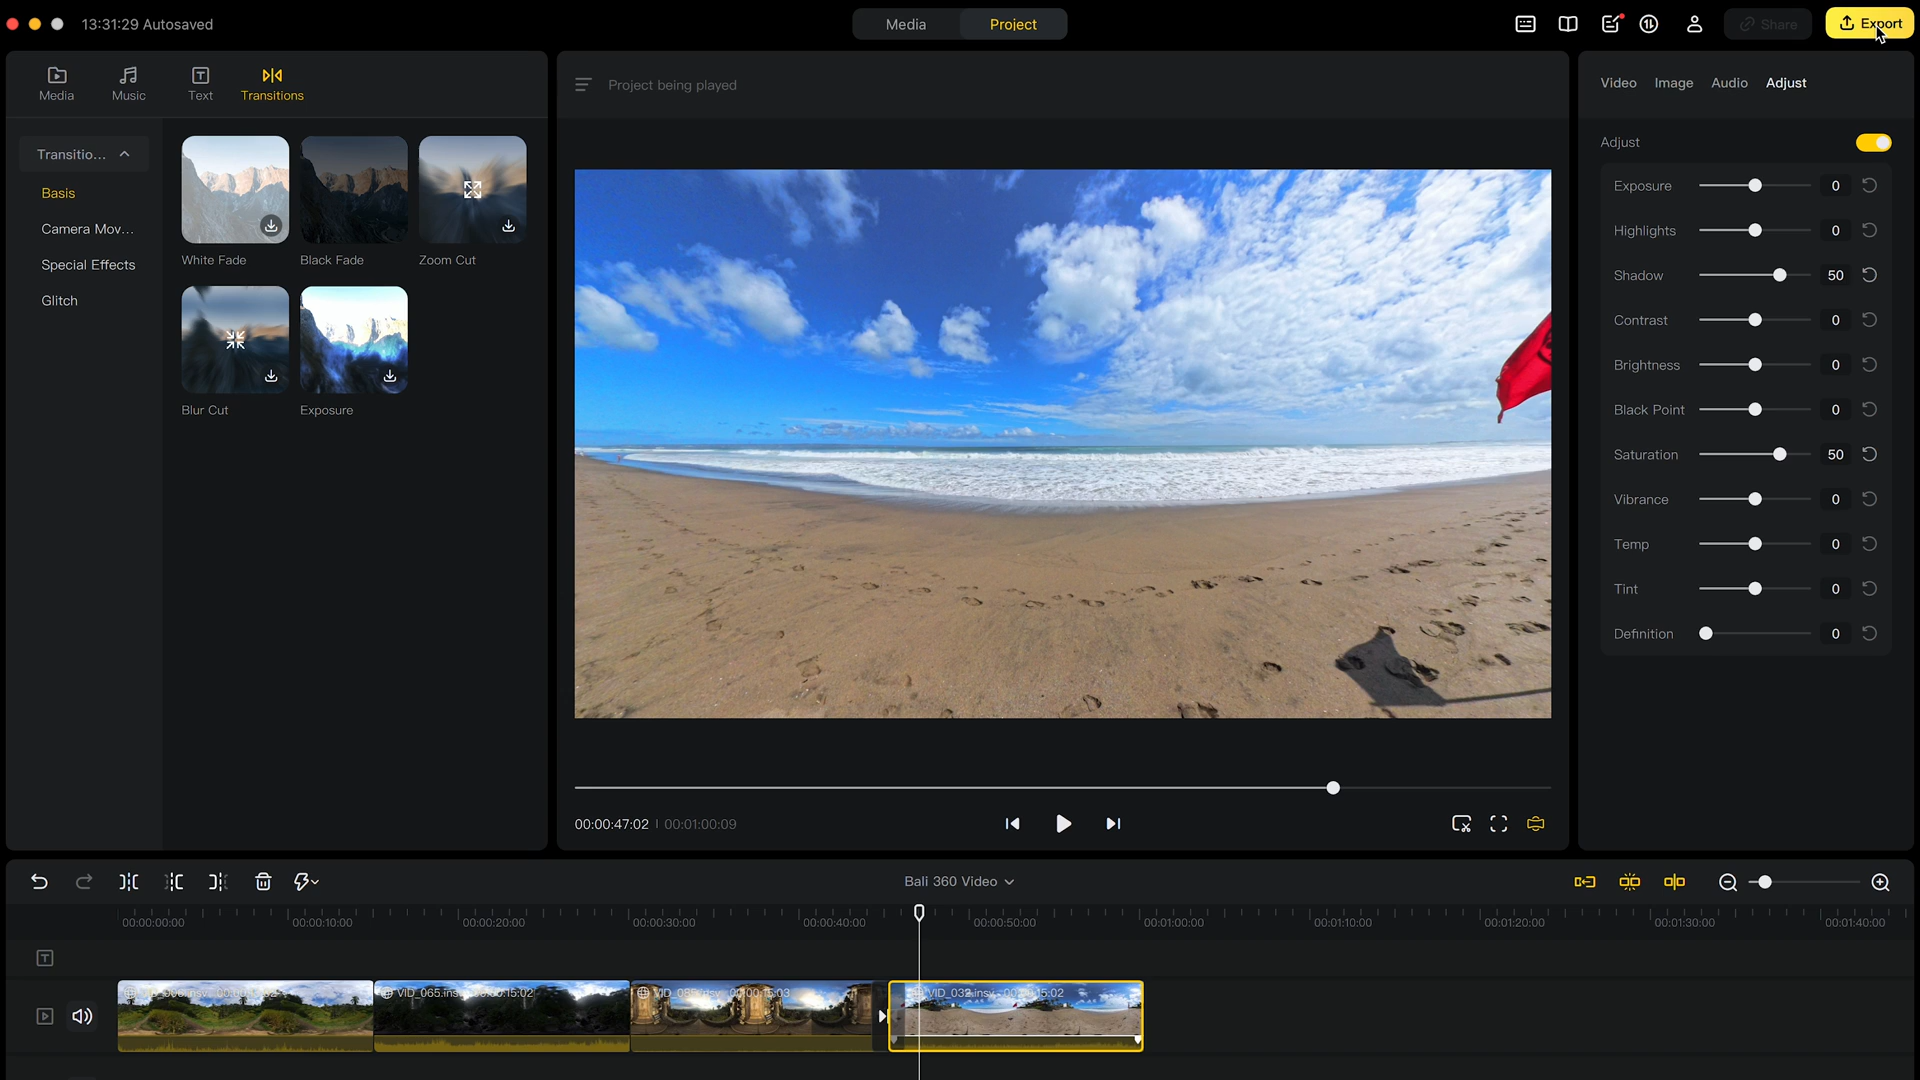 13:31:29 Autosaved
Media
Project
Share
Export
Media
Music
Text
Transitions
Project being played
Video
Image
Audio
Adjust
Transitio...
Basis
Camera Mov...
Special Effects
Glitch
White Fade
Black Fade
Zoom Cut
Blur Cut
Exposure
Adjust
Exposure 0
Highlights 0
Shadow 50
Contrast 0
Brightness 0
Black Point 0
Saturation 50
Vibrance 0
Temp 0
Tint 0
Definition 0
00:00:47:02 | 00:01:00:09
Bali 360 Video
00:00:00:00
00:00:10:00
00:00:20:00
00:00:30:00
00:00:40:00
00:00:50:00
00:01:00:00
00:01:10:00
00:01:20:00
00:01:30:00
00:01:40:00
VID_065.ins
15:02
VID_032.insv
15:02